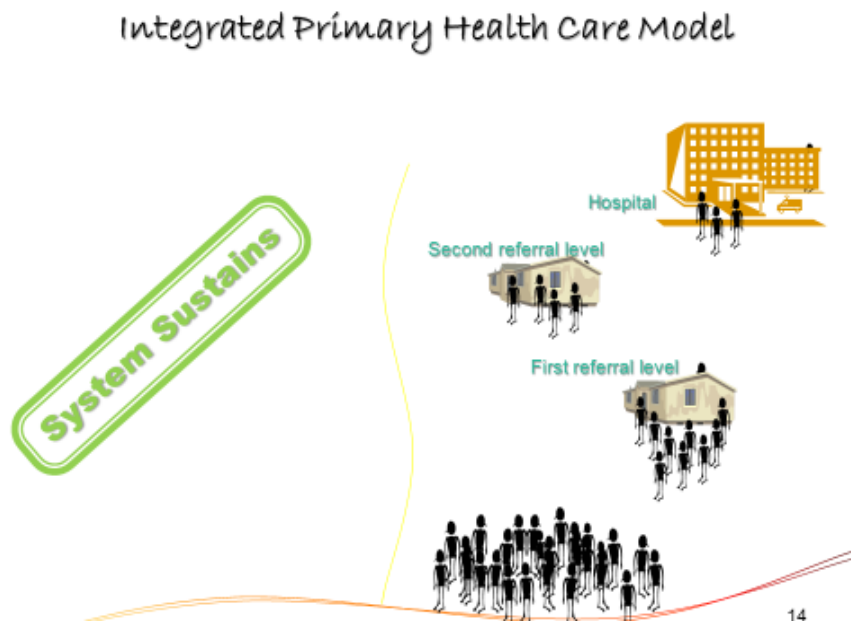 Integrated Primary Health Care Model
Hospital
Second referral level
System Sustains
First referral level
14